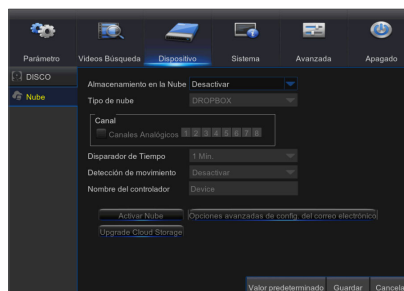 Parámetro Vídeos Búsqueda Dispositivo Sistema Avanzada Apagado
DISCO
Nube
Almacenamiento en la Nube Desactivar
Tipo de nube DROPBOX
Canal
Canales Analógicos 1 2 3 4 5 6 7 8
Disparador de Tiempo 1 Min.
Detección de movimiento Desactivar
Nombre del controlador Device
Activar Nube Opciones avanzadas de config. del correo electrónico
Upgrade Cloud Storage
Valor predeterminado Guardar Cancela